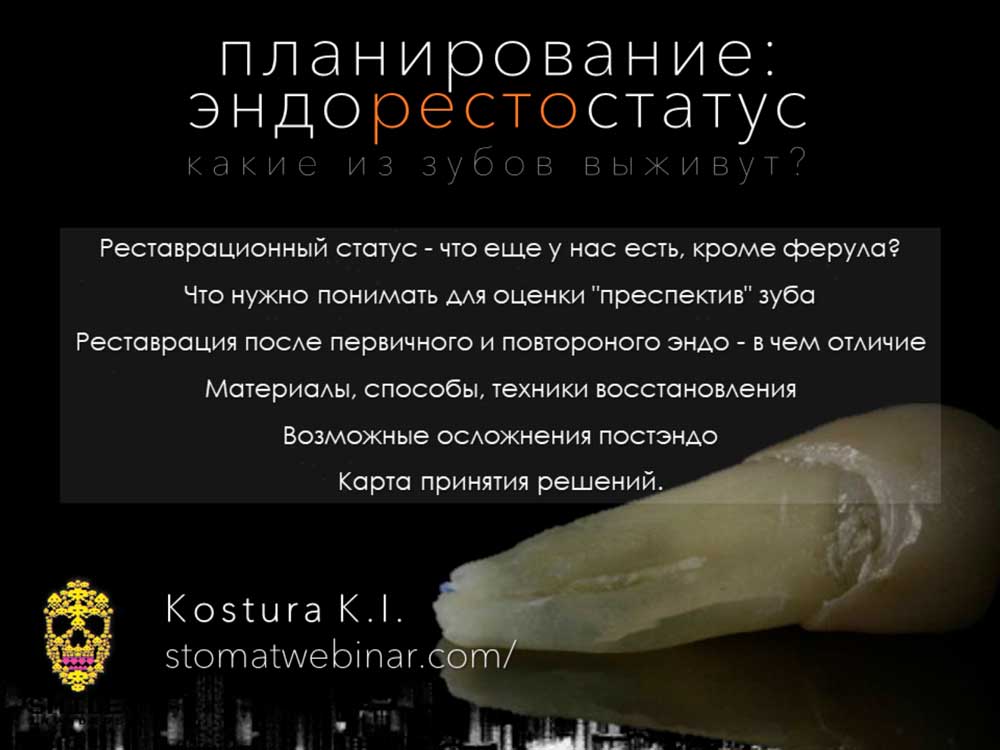 планирование:
эндорестостатус
какие из зубов выживут?
Реставрационный статус - что еще у нас есть, кроме ферула?
Что нужно понимать для оценки "преспектив" зуба
Реставрация после первичного и повтороного эндо - в чем отличие
Материалы, способы, техники восстановления
Возможные осложнения постэндо
Карта принятия решений.
Kostura K.I.
stomatwebinar.com/